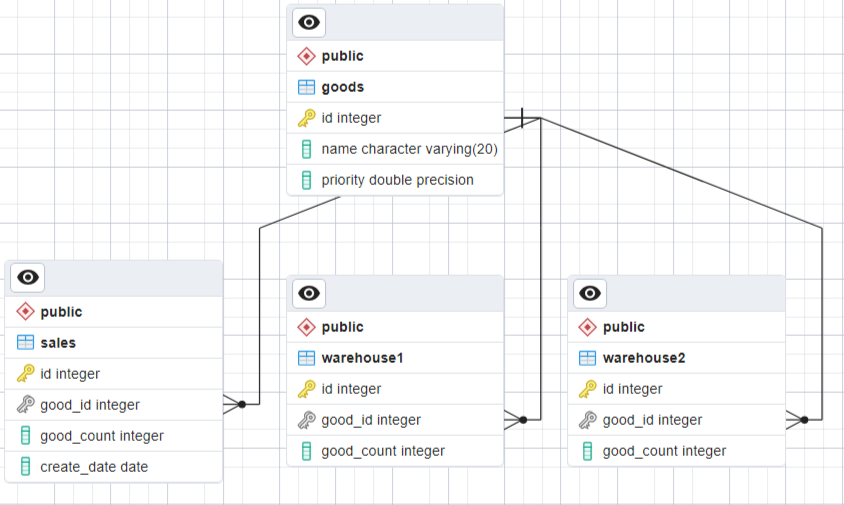 public
goods
id integer
name character varying(20)
priority double precision
public
sales
id integer
good_id integer
good_count integer
create_date date
public
warehouse1
id integer
good_id integer
good_count integer
public
warehouse2
id integer
good_id integer
good_count integer